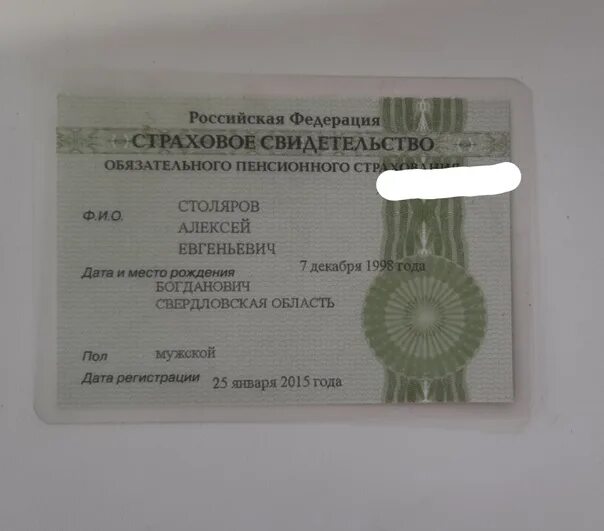 Российская Федерация
СТРАХОВОЕ СВИДЕТЕЛЬСТВО
ОБЯЗАТЕЛЬНОГО ПЕНСИОННОГО СТРАХОВАНИЯ
Ф.И.О. СТОЛЯРОВ
АЛЕКСЕЙ
ЕВГЕНЬЕВИЧ
Дата и место рождения 7 декабря 1998 года
БОГДАНОВИЧ
СВЕРДЛОВСКАЯ ОБЛАСТЬ
Пол мужской
Дата регистрации 25 января 2015 года